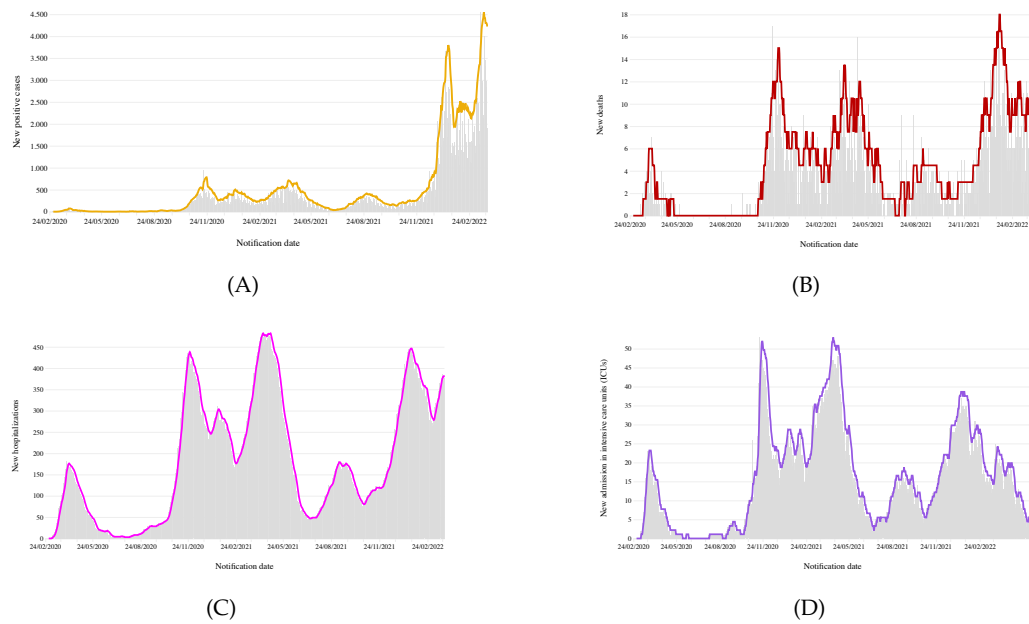 4.500
4.000
3.500
3.000
2.500
2.000
1.500
1.000
500
0
New positive cases
24/02/2020 24/05/2020 24/08/2020 24/11/2020 24/02/2021 24/05/2021 24/08/2021 24/11/2021 24/02/2022
Notification date
(A)
18
16
14
12
10
8
6
4
2
0
New deaths
24/02/2020 24/05/2020 24/08/2020 24/11/2020 24/02/2021 24/05/2021 24/08/2021 24/11/2021 24/02/2022
Notification date
(B)
450
400
350
300
250
200
150
100
50
0
New hospitalizations
24/02/2020 24/05/2020 24/08/2020 24/11/2020 24/02/2021 24/05/2021 24/08/2021 24/11/2021 24/02/2022
Notification date
(C)
50
45
40
35
30
25
20
15
10
5
0
New admission in intensive care units (ICUs)
24/02/2020 24/05/2020 24/08/2020 24/11/2020 24/02/2021 24/05/2021 24/08/2021 24/11/2021 24/02/2022
Notification date
(D)